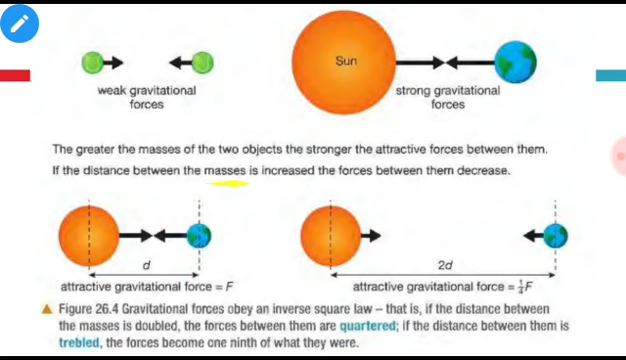 Sun
weak gravitational
forces
strong gravitational
forces
The greater the masses of the two objects the stronger the attractive forces between them.
If the distance between the masses is increased the forces between them decrease.
d
attractive gravitational force = F
2d
attractive gravitational force = ¼F
Figure 26.4 Gravitational forces obey an inverse square law – that is, if the distance between
the masses is doubled, the forces between them are quartered; if the distance between them is
trebled, the forces become one ninth of what they were.